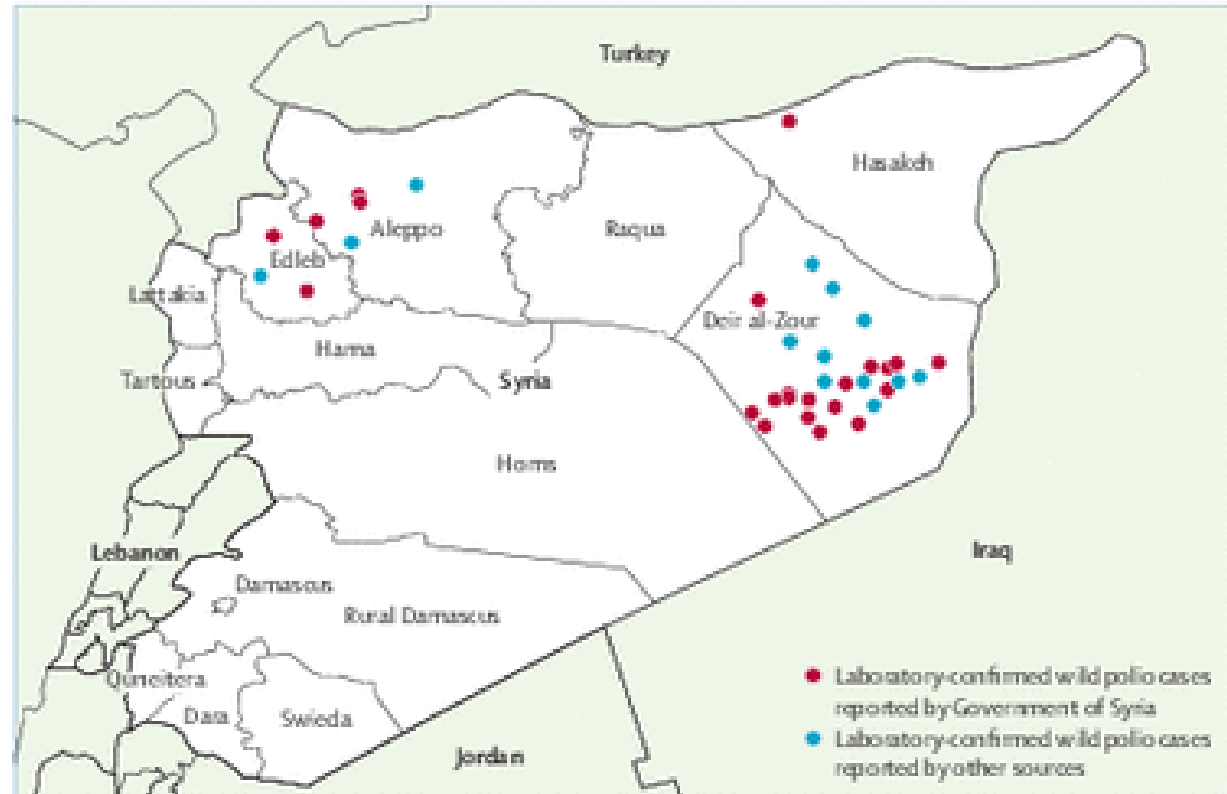 Turkey
Hasakeh
Raqua
Aleppo
Edleb
Lattakia
Deir al-Zour
Hama
Tartous
Syria
Homs
Lebanon
Iraq
Damascus
Rural Damascus
Quneitera
Dara
Swieda
Jordan
Laboratory-confirmed wild polio cases
reported by Government of Syria
Laboratory-confirmed wild polio cases
reported by other sources